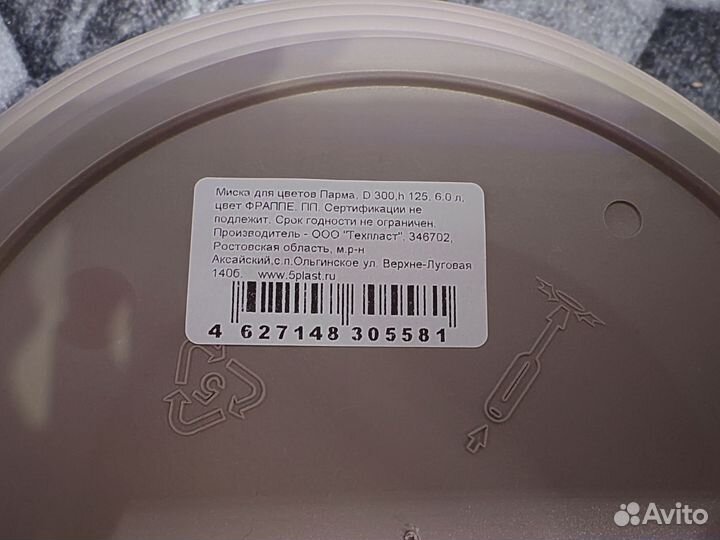 Миска для цветов Парма, D 300,h 125, 6.0 л,
цвет ФРАППЕ, ПП. Сертификации не
подлежит. Срок годности не ограничен.
Производитель - ООО "Техпласт", 346702,
Ростовская область, м.р-н
Аксайский,с.п.Ольгинское ул. Верхне-Луговая
140б. www.5plast.ru
4 627148 305581
5
Avito